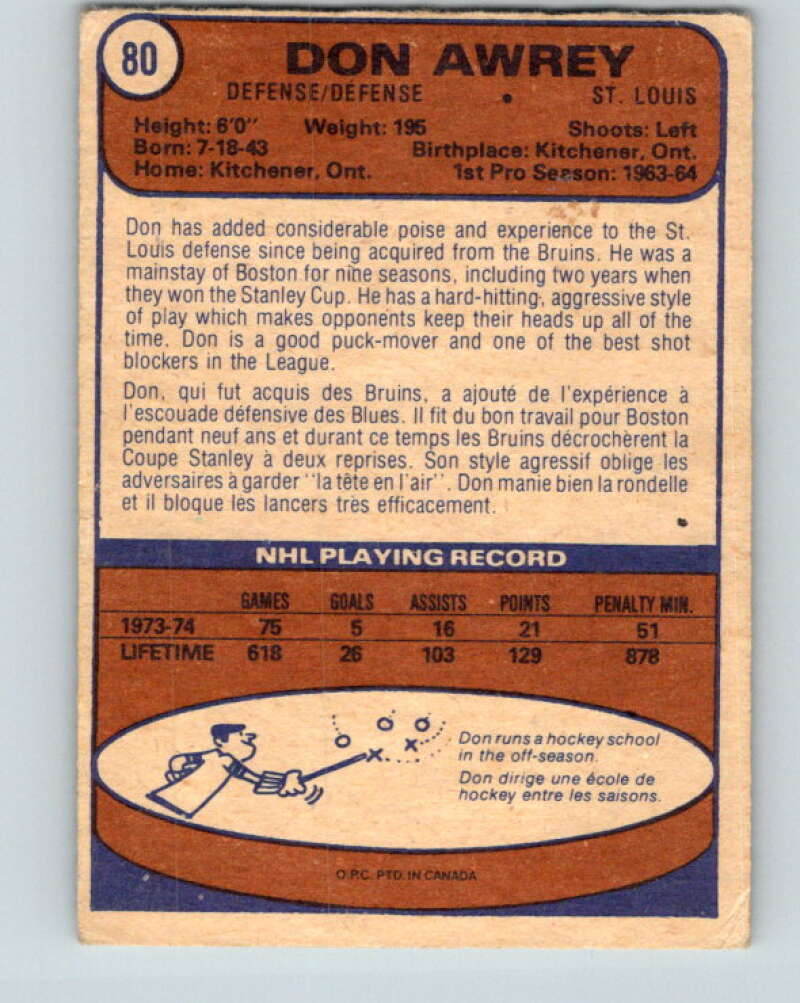 80
DON AWREY
DEFENSE/DÉFENSE • ST. LOUIS
Height: 6'0" Weight: 195 Shoots: Left
Born: 7-18-43 Birthplace: Kitchener, Ont.
Home: Kitchener, Ont. 1st Pro Season: 1963-64
Don has added considerable poise and experience to the St.
Louis defense since being acquired from the Bruins. He was a
mainstay of Boston for nine seasons, including two years when
they won the Stanley Cup. He has a hard-hitting, aggressive style
of play which makes opponents keep their heads up all of the
time. Don is a good puck-mover and one of the best shot
blockers in the League.
Don, qui fut acquis des Bruins, a ajouté de l'expérience à
l'escouade défensive des Blues. Il fit du bon travail pour Boston
pendant neuf ans et durant ce temps les Bruins décrochèrent la
Coupe Stanley à deux reprises. Son style agressif oblige les
adversaires à garder ''la tête en l'air''. Don manie bien la rondelle
et il bloque les lancers très efficacement.
NHL PLAYING RECORD
GAMES GOALS ASSISTS POINTS PENALTY MIN.
1973-74 75 5 16 21 51
LIFETIME 618 26 103 129 878
Don runs a hockey school
in the off-season.
Don dirige une école de
hockey entre les saisons.
O.P.C. PTD. IN CANADA